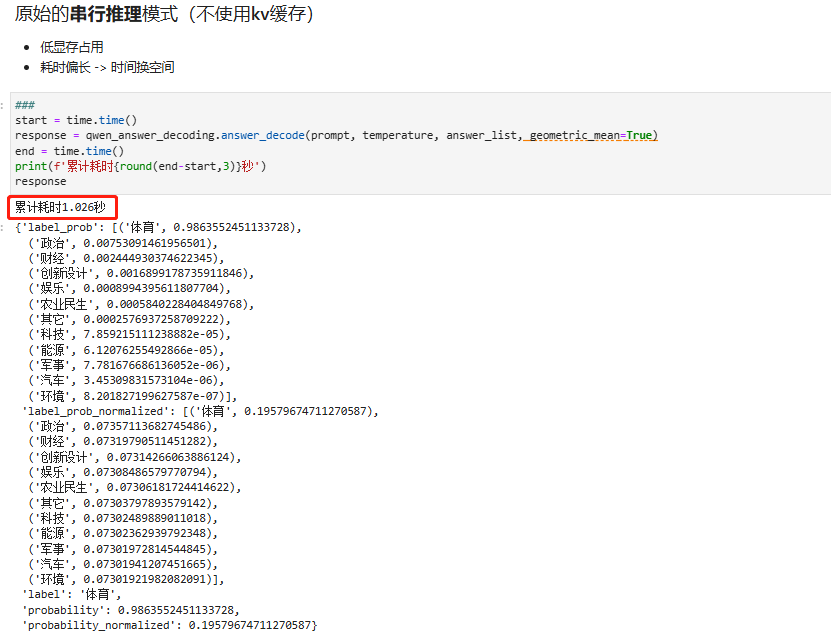 原始的串行推理模式（不使用kv缓存）
低显存占用
耗时偏长 -> 时间换空间
###
start = time.time()
response = qwen_answer_decoding.answer_decode(prompt, temperature, answer_list, geometric_mean=True)
end = time.time()
print(f'累计耗时{round(end-start,3)}秒')
response
累计耗时1.026秒
{'label_prob': [('体育', 0.9863552451133728),
('政治', 0.00753091461956501),
('财经', 0.002444930374622345),
('创新设计', 0.0016899178735911846),
('娱乐', 0.0008994395611807704),
('农业民生', 0.0005840228404849768),
('其它', 0.0002576937258709222),
('科技', 7.859215111238882e-05),
('能源', 6.12076255492866e-05),
('军事', 7.781676686136052e-06),
('汽车', 3.45309831573104e-06),
('环境', 8.201827199627587e-07)],
'label_prob_normalized': [('体育', 0.19579674711270587),
('政治', 0.07357113682745486),
('财经', 0.07319790511451282),
('创新设计', 0.07314266063886124),
('娱乐', 0.07308486579770794),
('农业民生', 0.07306181724414622),
('其它', 0.07303797893579142),
('科技', 0.07302489889011018),
('能源', 0.07302362939792348),
('军事', 0.07301972814544845),
('汽车', 0.07301941207451665),
('环境', 0.07301921982082091)],
'label': '体育',
'probability': 0.9863552451133728,
'probability_normalized': 0.19579674711270587}